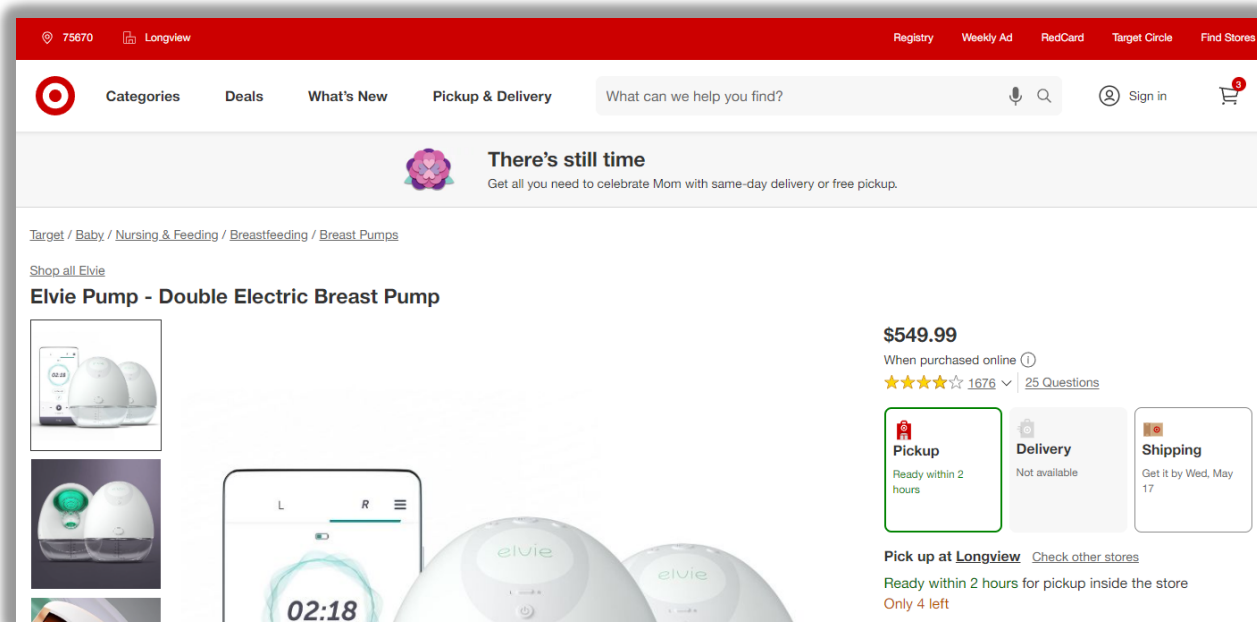 75670 Longview Registry Weekly Ad RedCard Target Circle Find Stores
Categories Deals What's New Pickup & Delivery What can we help you find? Sign in 3
There's still time
Get all you need to celebrate Mom with same-day delivery or free pickup.
Target / Baby / Nursing & Feeding / Breastfeeding / Breast Pumps
Shop all Elvie
Elvie Pump - Double Electric Breast Pump
02:18
L R
elvie
elvie
02:18
$549.99
When purchased online
1676 25 Questions
Pickup
Ready within 2
hours
Delivery
Not available
Shipping
Get it by Wed, May
17
Pick up at Longview Check other stores
Ready within 2 hours for pickup inside the store
Only 4 left